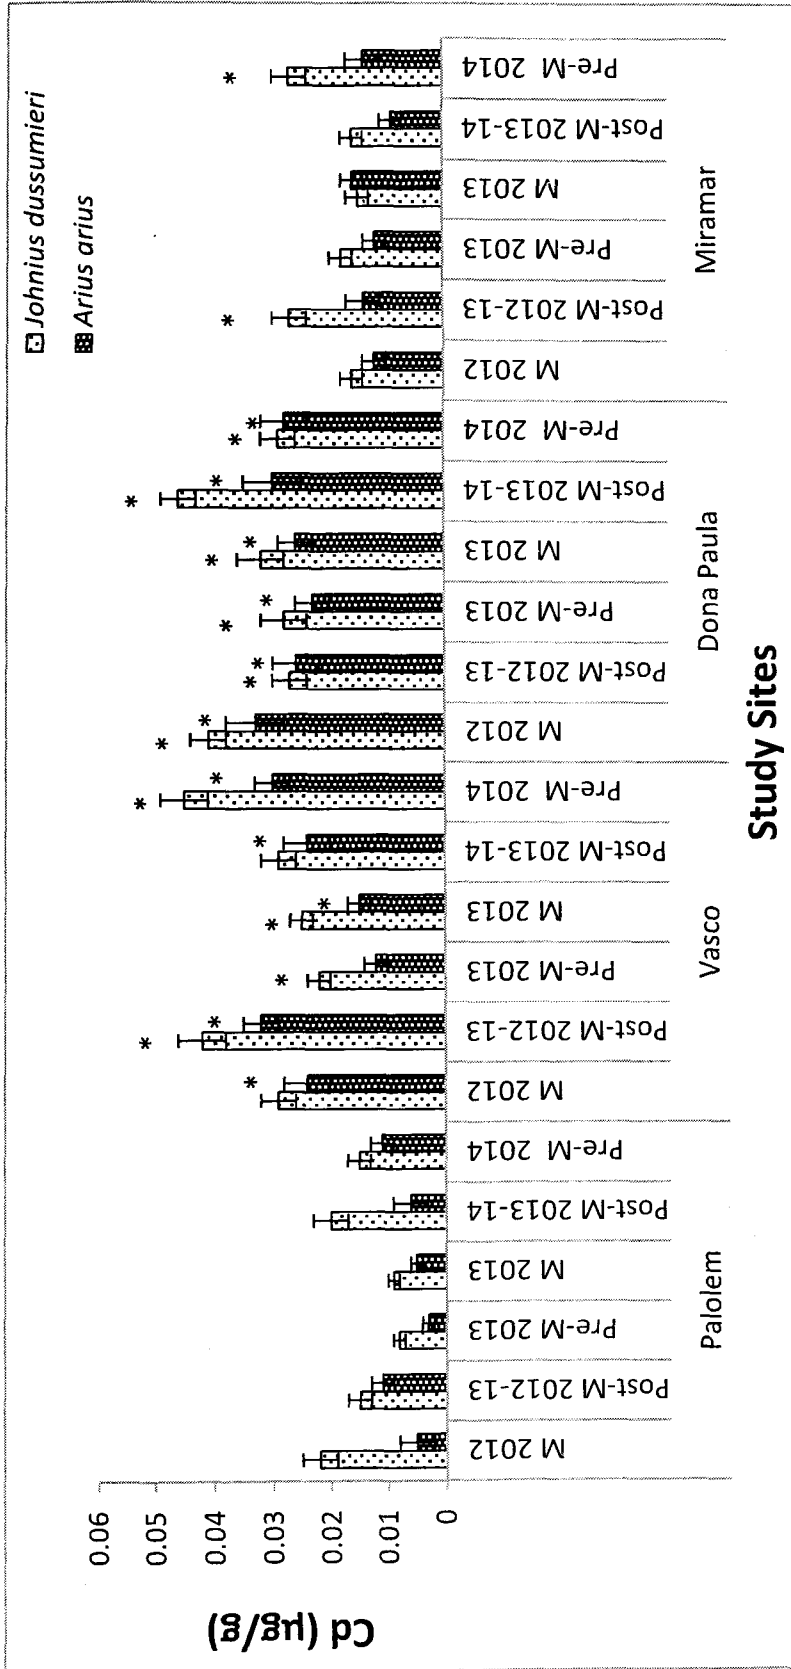 Johnius dussumieri
Arius arius
Cd (µg/g)
0.06
0.05
0.04
0.03
0.02
0.01
0
* * * * * * * * * * * * * * * * * * * * * *
M 2012
Post-M 2012-13
Pre-M 2013
M 2013
Post-M 2013-14
Pre-M 2014
M 2012
Post-M 2012-13
Pre-M 2013
M 2013
Post-M 2013-14
Pre-M 2014
M 2012
Post-M 2012-13
Pre-M 2013
M 2013
Post-M 2013-14
Pre-M 2014
M 2012
Post-M 2012-13
Pre-M 2013
M 2013
Post-M 2013-14
Pre-M 2014
Palolem
Vasco
Dona Paula
Miramar
Study Sites